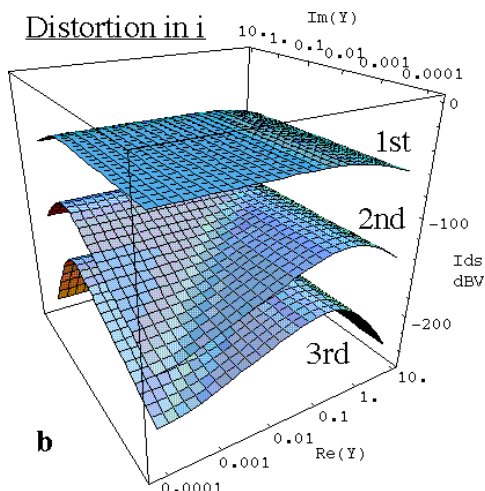 Distortion in i
Im(Y)
10. 1. 0.1 0.01 0.001 0.0001
0
1st
2nd
-100
Ids
dBV
-200
3rd
10.
1.
0.1
0.01
Re(Y)
0.001
0.0001
b